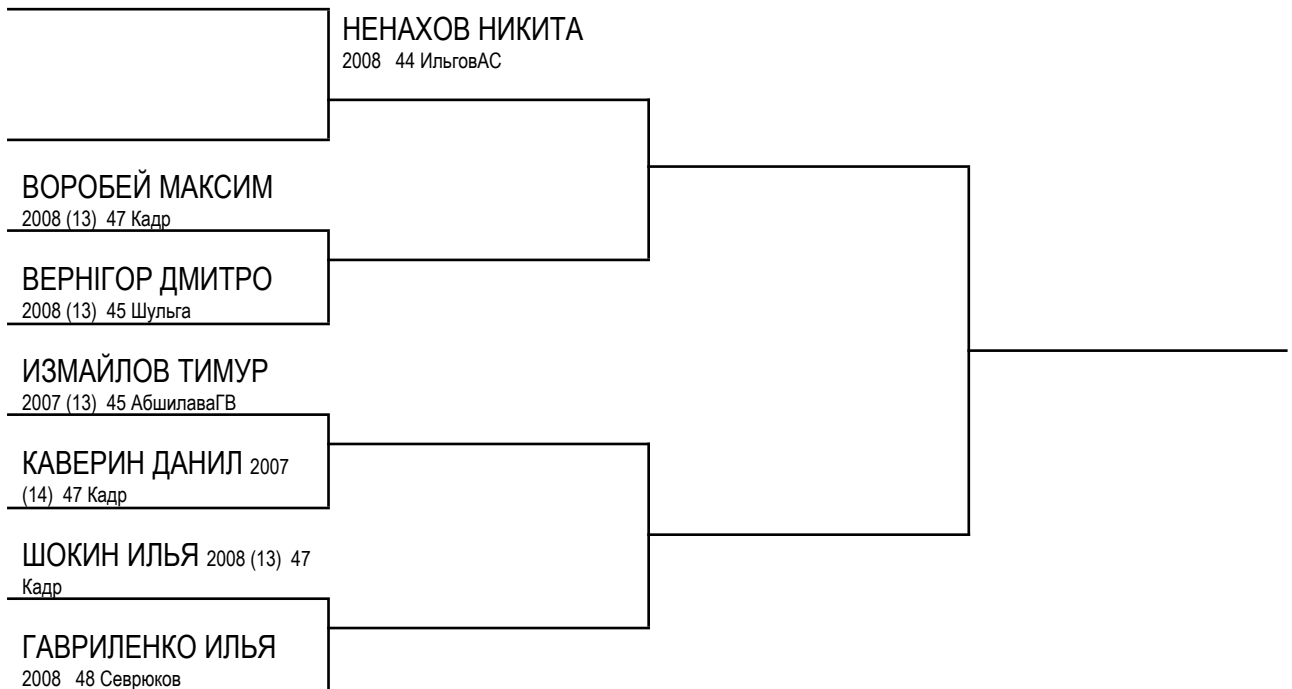 НЕНАХОВ НИКИТА
2008 44 ИльговАС
ВОРОБЕЙ МАКСИМ
2008 (13) 47 Кадр
ВЕРНІГОР ДМИТРО
2008 (13) 45 Шульга
ИЗМАЙЛОВ ТИМУР
2007 (13) 45 АбшилаваГВ
КАВЕРИН ДАНИЛ 2007
(14) 47 Кадр
ШОКИН ИЛЬЯ 2008 (13) 47
Кадр
ГАВРИЛЕНКО ИЛЬЯ
2008 48 Севрюков